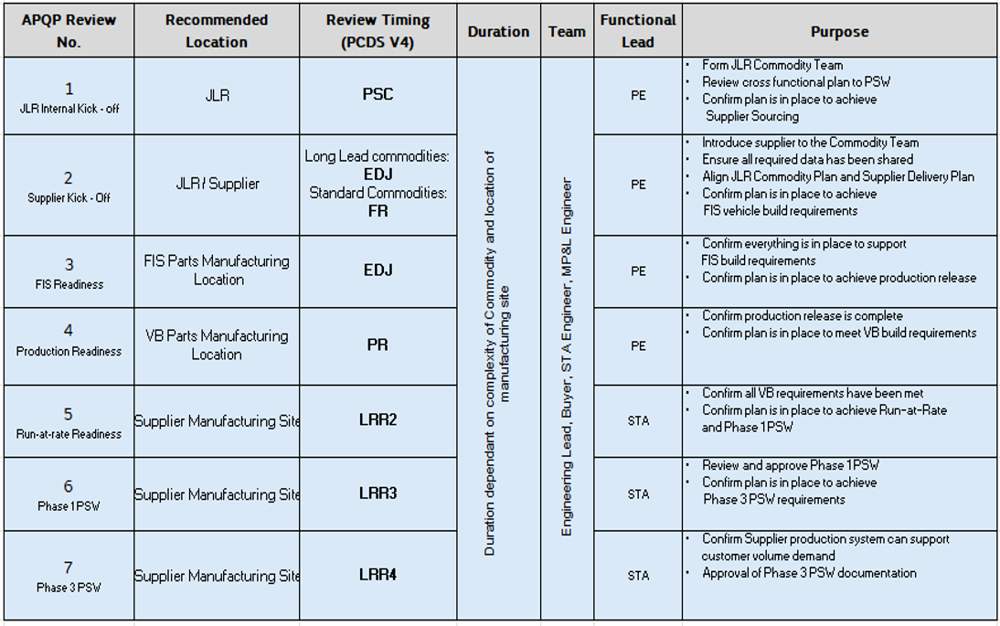 APQP Review
No.
Recommended
Location
Review Timing
(PCDS V4)
Duration
Team
Functional
Lead
Purpose
1
JLR Internal Kick - off
JLR
PSC
PE
• Form JLR Commodity Team
• Review cross functional plan to PSW
• Confirm plan is in place to achieve
Supplier Sourcing
2
Supplier Kick - Off
JLR / Supplier
Long Lead commodities:
EDJ
Standard Commodities:
FR
PE
• Introduce supplier to the Commodity Team
• Ensure all required data has been shared
• Align JLR Commodity Plan and Supplier Delivery Plan
• Confirm plan is in place to achieve
FIS vehicle build requirements
3
FIS Readiness
FIS Parts Manufacturing
Location
EDJ
PE
• Confirm everything is in place to support
FIS build requirements
• Confirm plan is in place to achieve production release
4
Production Readiness
VB Parts Manufacturing
Location
PR
PE
• Confirm production release is complete
• Confirm plan is in place to meet VB build requirements
5
Run-at-rate Readiness
Supplier Manufacturing Site
LRR2
STA
• Confirm all VB requirements have been met
• Confirm plan is in place to achieve Run-at-Rate
and Phase 1 PSW
6
Phase 1 PSW
Supplier Manufacturing Site
LRR3
STA
• Review and approve Phase 1 PSW
• Confirm plan is in place to achieve
Phase 3 PSW requirements
7
Phase 3 PSW
Supplier Manufacturing Site
LRR4
STA
• Confirm Supplier production system can support
customer volume demand
• Approval of Phase 3 PSW documentation
Duration dependant on complexity of Commodity and location of
manufacturing site
Engineering Lead, Buyer, STA Engineer, MP&L Engineer